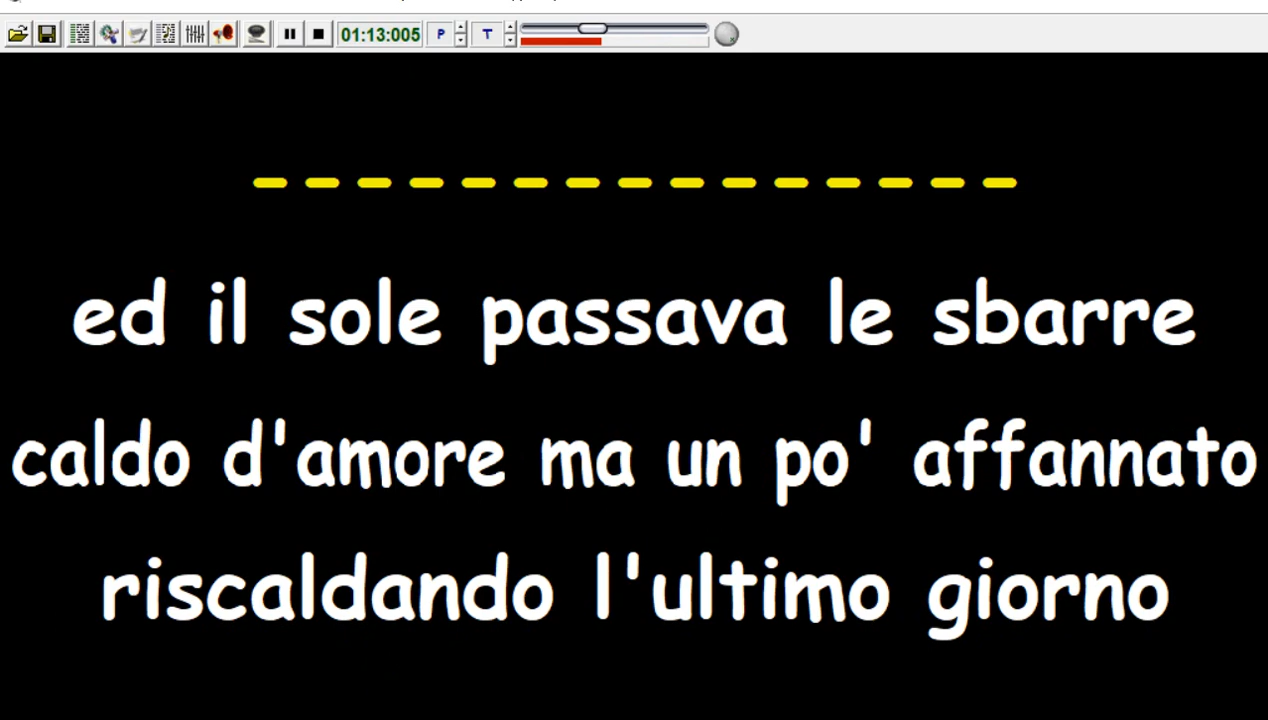 01:13:005 P T
- - - - - - - - - - - - - - -
ed il sole passava le sbarre
caldo d'amore ma un po' affannato
riscaldando l'ultimo giorno